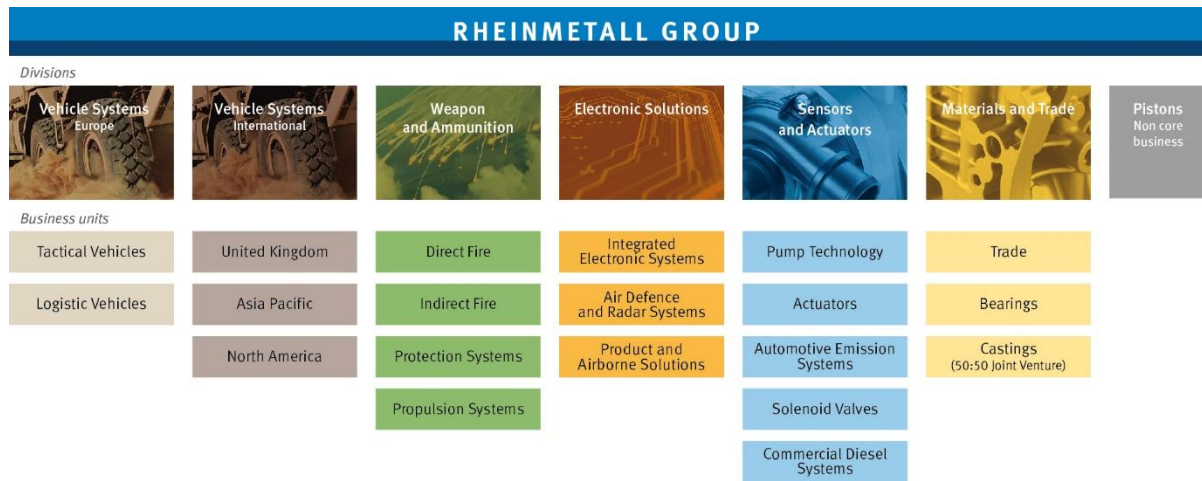 RHEINMETALL GROUP
Divisions
Vehicle Systems
Europe
Vehicle Systems
International
Weapon
and Ammunition
Electronic Solutions
Sensors
and Actuators
Materials and Trade
Pistons
Non core
business
Business units
Tactical Vehicles
Logistic Vehicles
United Kingdom
Asia Pacific
North America
Direct Fire
Indirect Fire
Protection Systems
Propulsion Systems
Integrated
Electronic Systems
Air Defence
and Radar Systems
Product and
Airborne Solutions
Pump Technology
Actuators
Automotive Emission
Systems
Solenoid Valves
Commercial Diesel
Systems
Trade
Bearings
Castings
(50:50 Joint Venture)